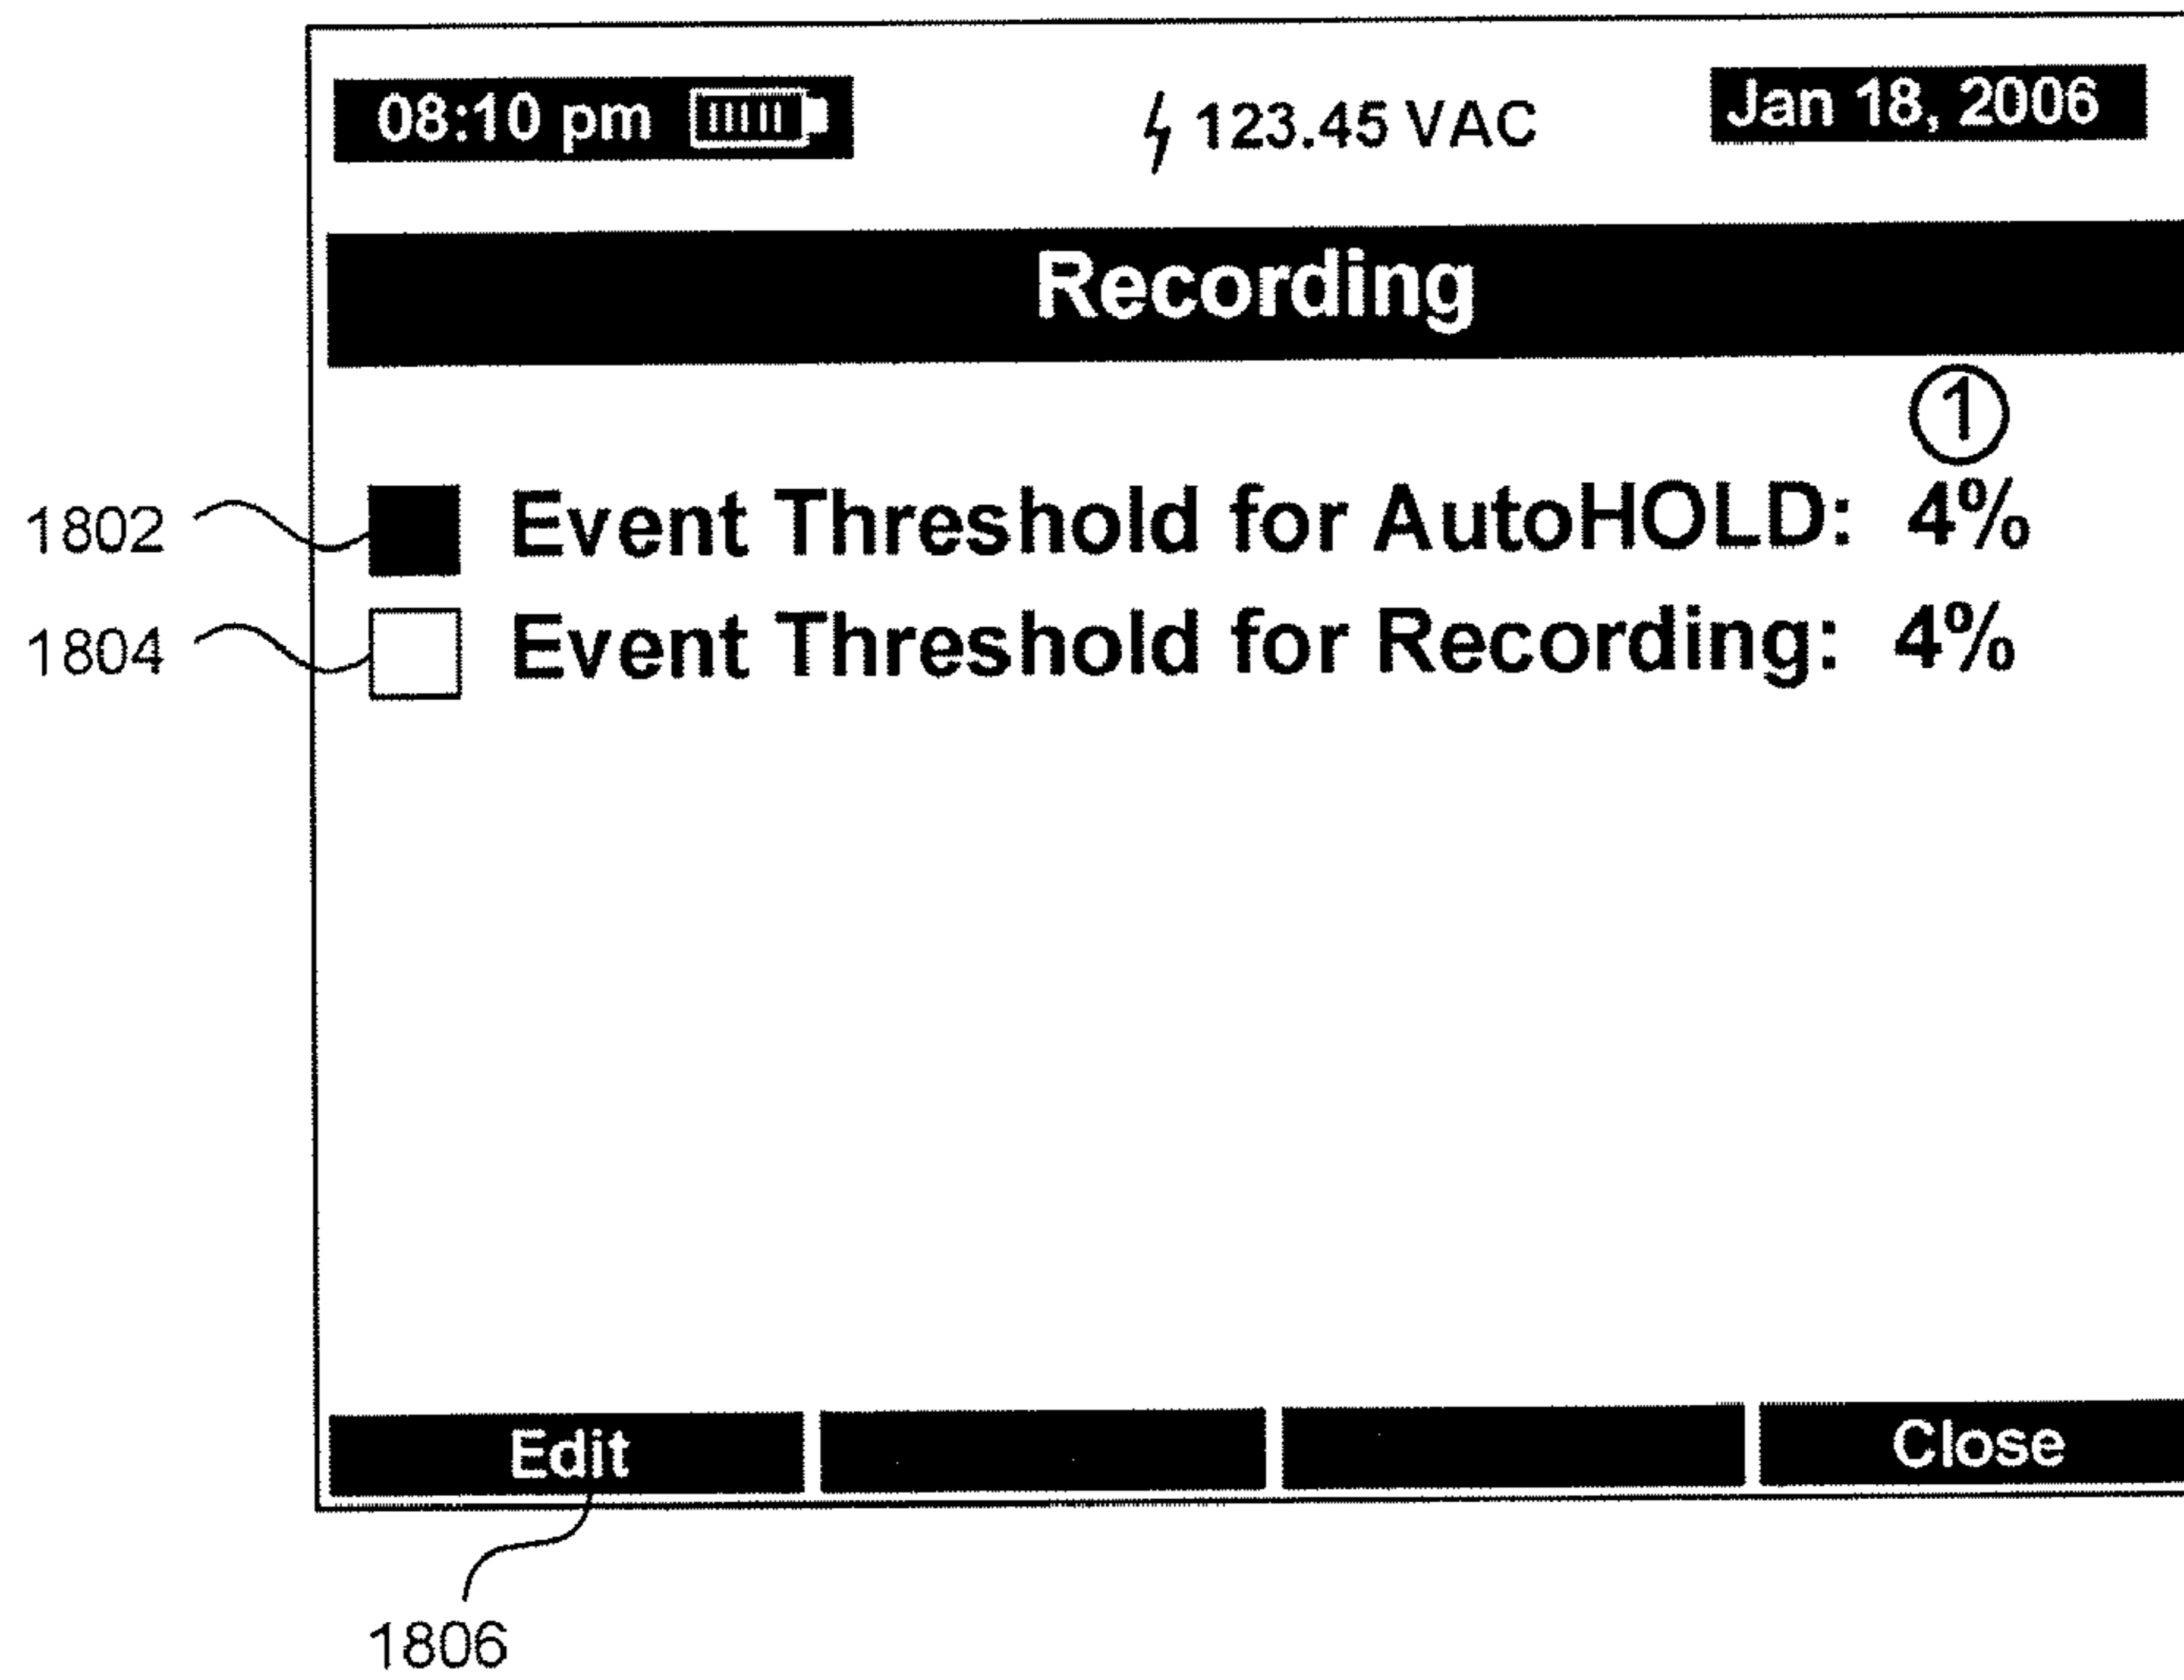 08:10 pm 123.45 VAC Jan 18, 2006
Recording
①
1802 Event Threshold for AutoHOLD: 4%
1804 Event Threshold for Recording: 4%
Edit Close
1806